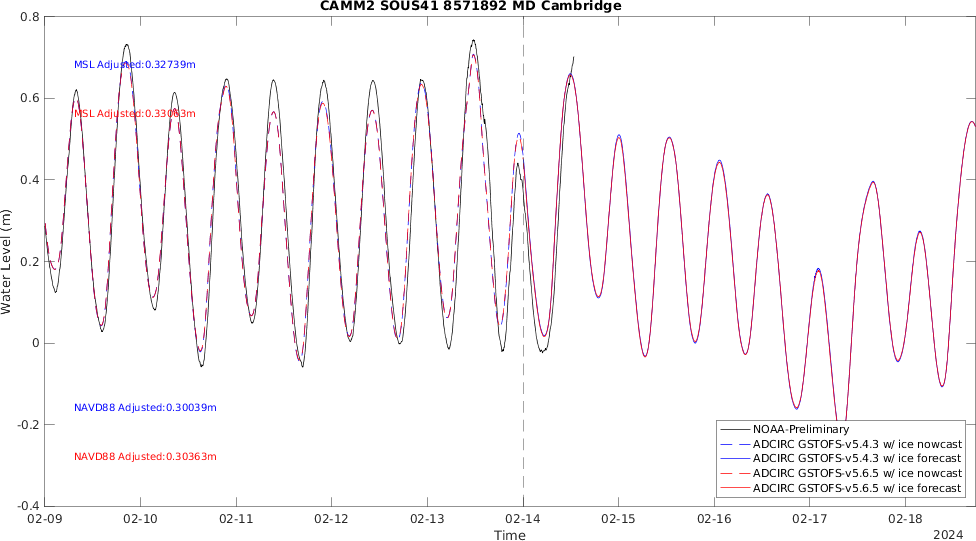 CAMM2 SOUS41 8571892 MD Cambridge
0.8
0.6
0.4
0.2
0
-0.2
-0.4
Water Level (m)
MSL Adjusted:0.32739m
MSL Adjusted:0.33063m
NAVD88 Adjusted:0.30039m
NAVD88 Adjusted:0.30363m
NOAA-Preliminary
ADCIRC GSTOFS-v5.4.3 w/ ice nowcast
ADCIRC GSTOFS-v5.4.3 w/ ice forecast
ADCIRC GSTOFS-v5.6.5 w/ ice nowcast
ADCIRC GSTOFS-v5.6.5 w/ ice forecast
02-09 02-10 02-11 02-12 02-13 02-14 02-15 02-16 02-17 02-18
Time
2024